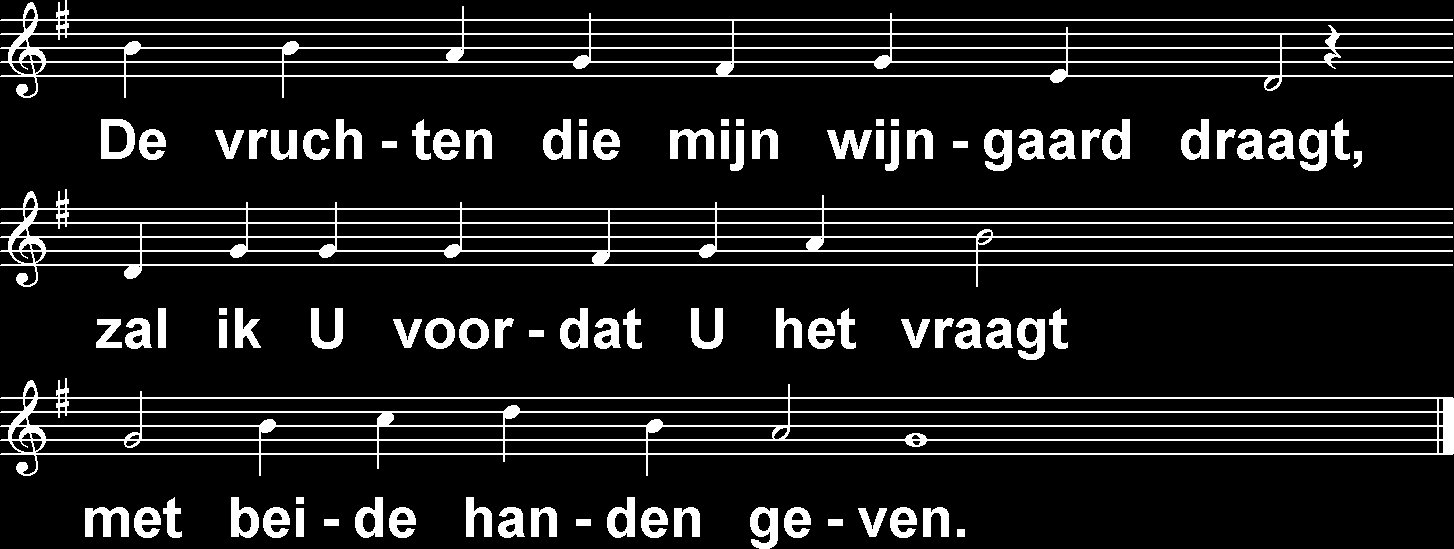 De vruch - ten die mijn wijn - gaard draagt,
zal ik U voor - dat U het vraagt
met bei - de han - den ge - ven.